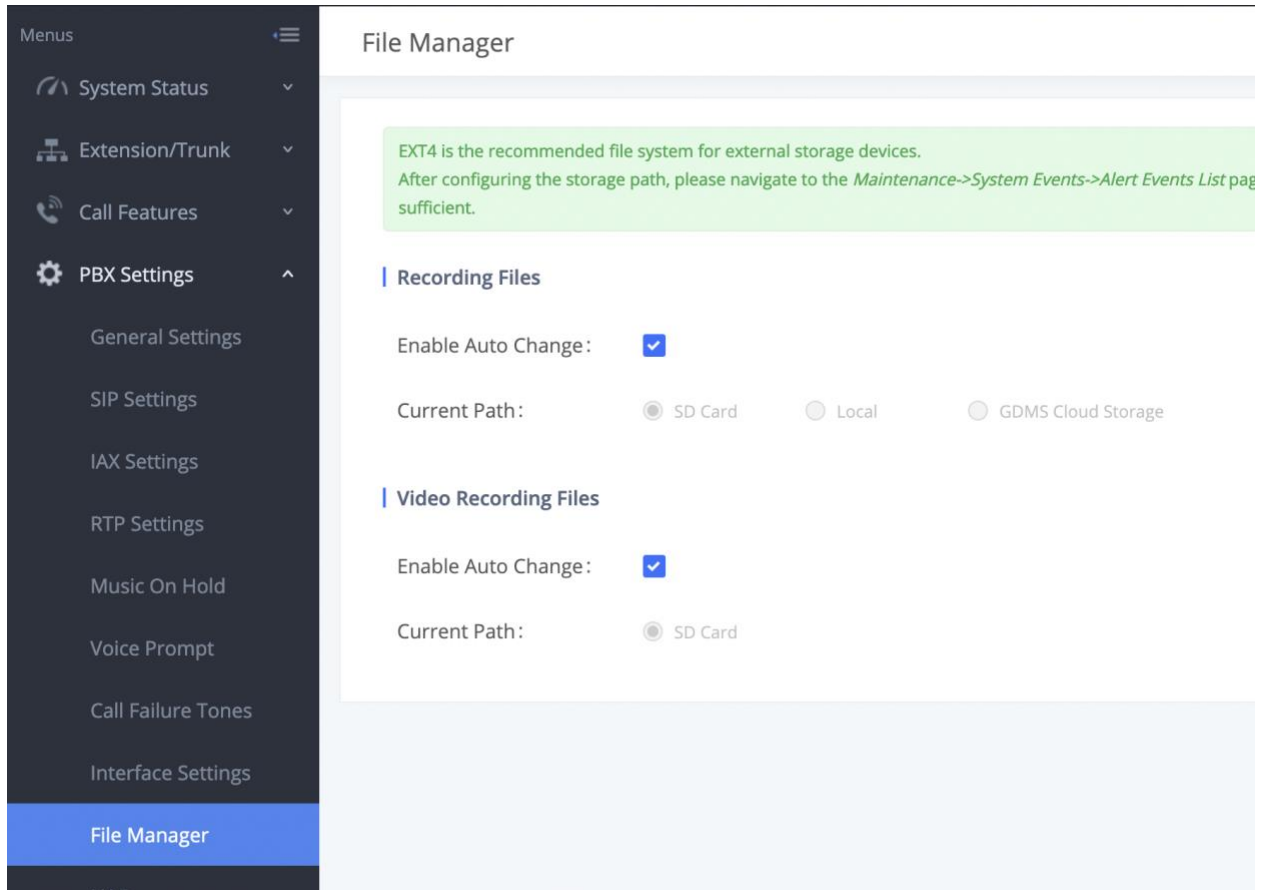 Menus
System Status
Extension/Trunk
Call Features
PBX Settings
General Settings
SIP Settings
IAX Settings
RTP Settings
Music On Hold
Voice Prompt
Call Failure Tones
Interface Settings
File Manager
File Manager
EXT4 is the recommended file system for external storage devices.
After configuring the storage path, please navigate to the Maintenance->System Events->Alert Events List
sufficient.
Recording Files
Enable Auto Change:
Current Path: SD Card Local GDMS Cloud Storage
Video Recording Files
Enable Auto Change:
Current Path: SD Card